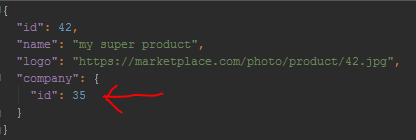 {
"id": 42,
"name": "my super product",
"logo": "https://marketplace.com/photo/product/42.jpg",
"company": {
"id": 35
}
}